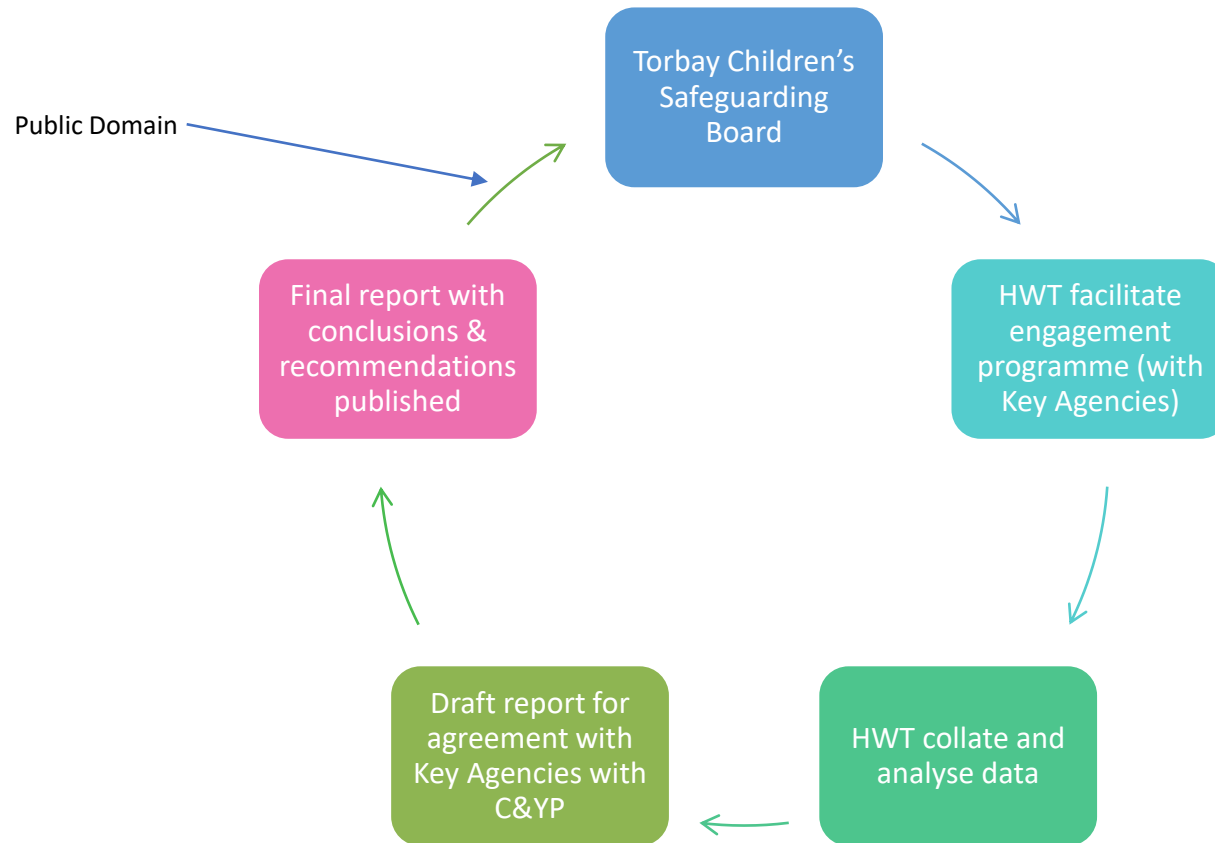 Torbay Children’s
Safeguarding
Board
Public Domain
HWT facilitate
engagement
programme (with
Key Agencies)
HWT collate and
analyse data
Draft report for
agreement with
Key Agencies with
C&YP
Final report with
conclusions &
recommendations
published